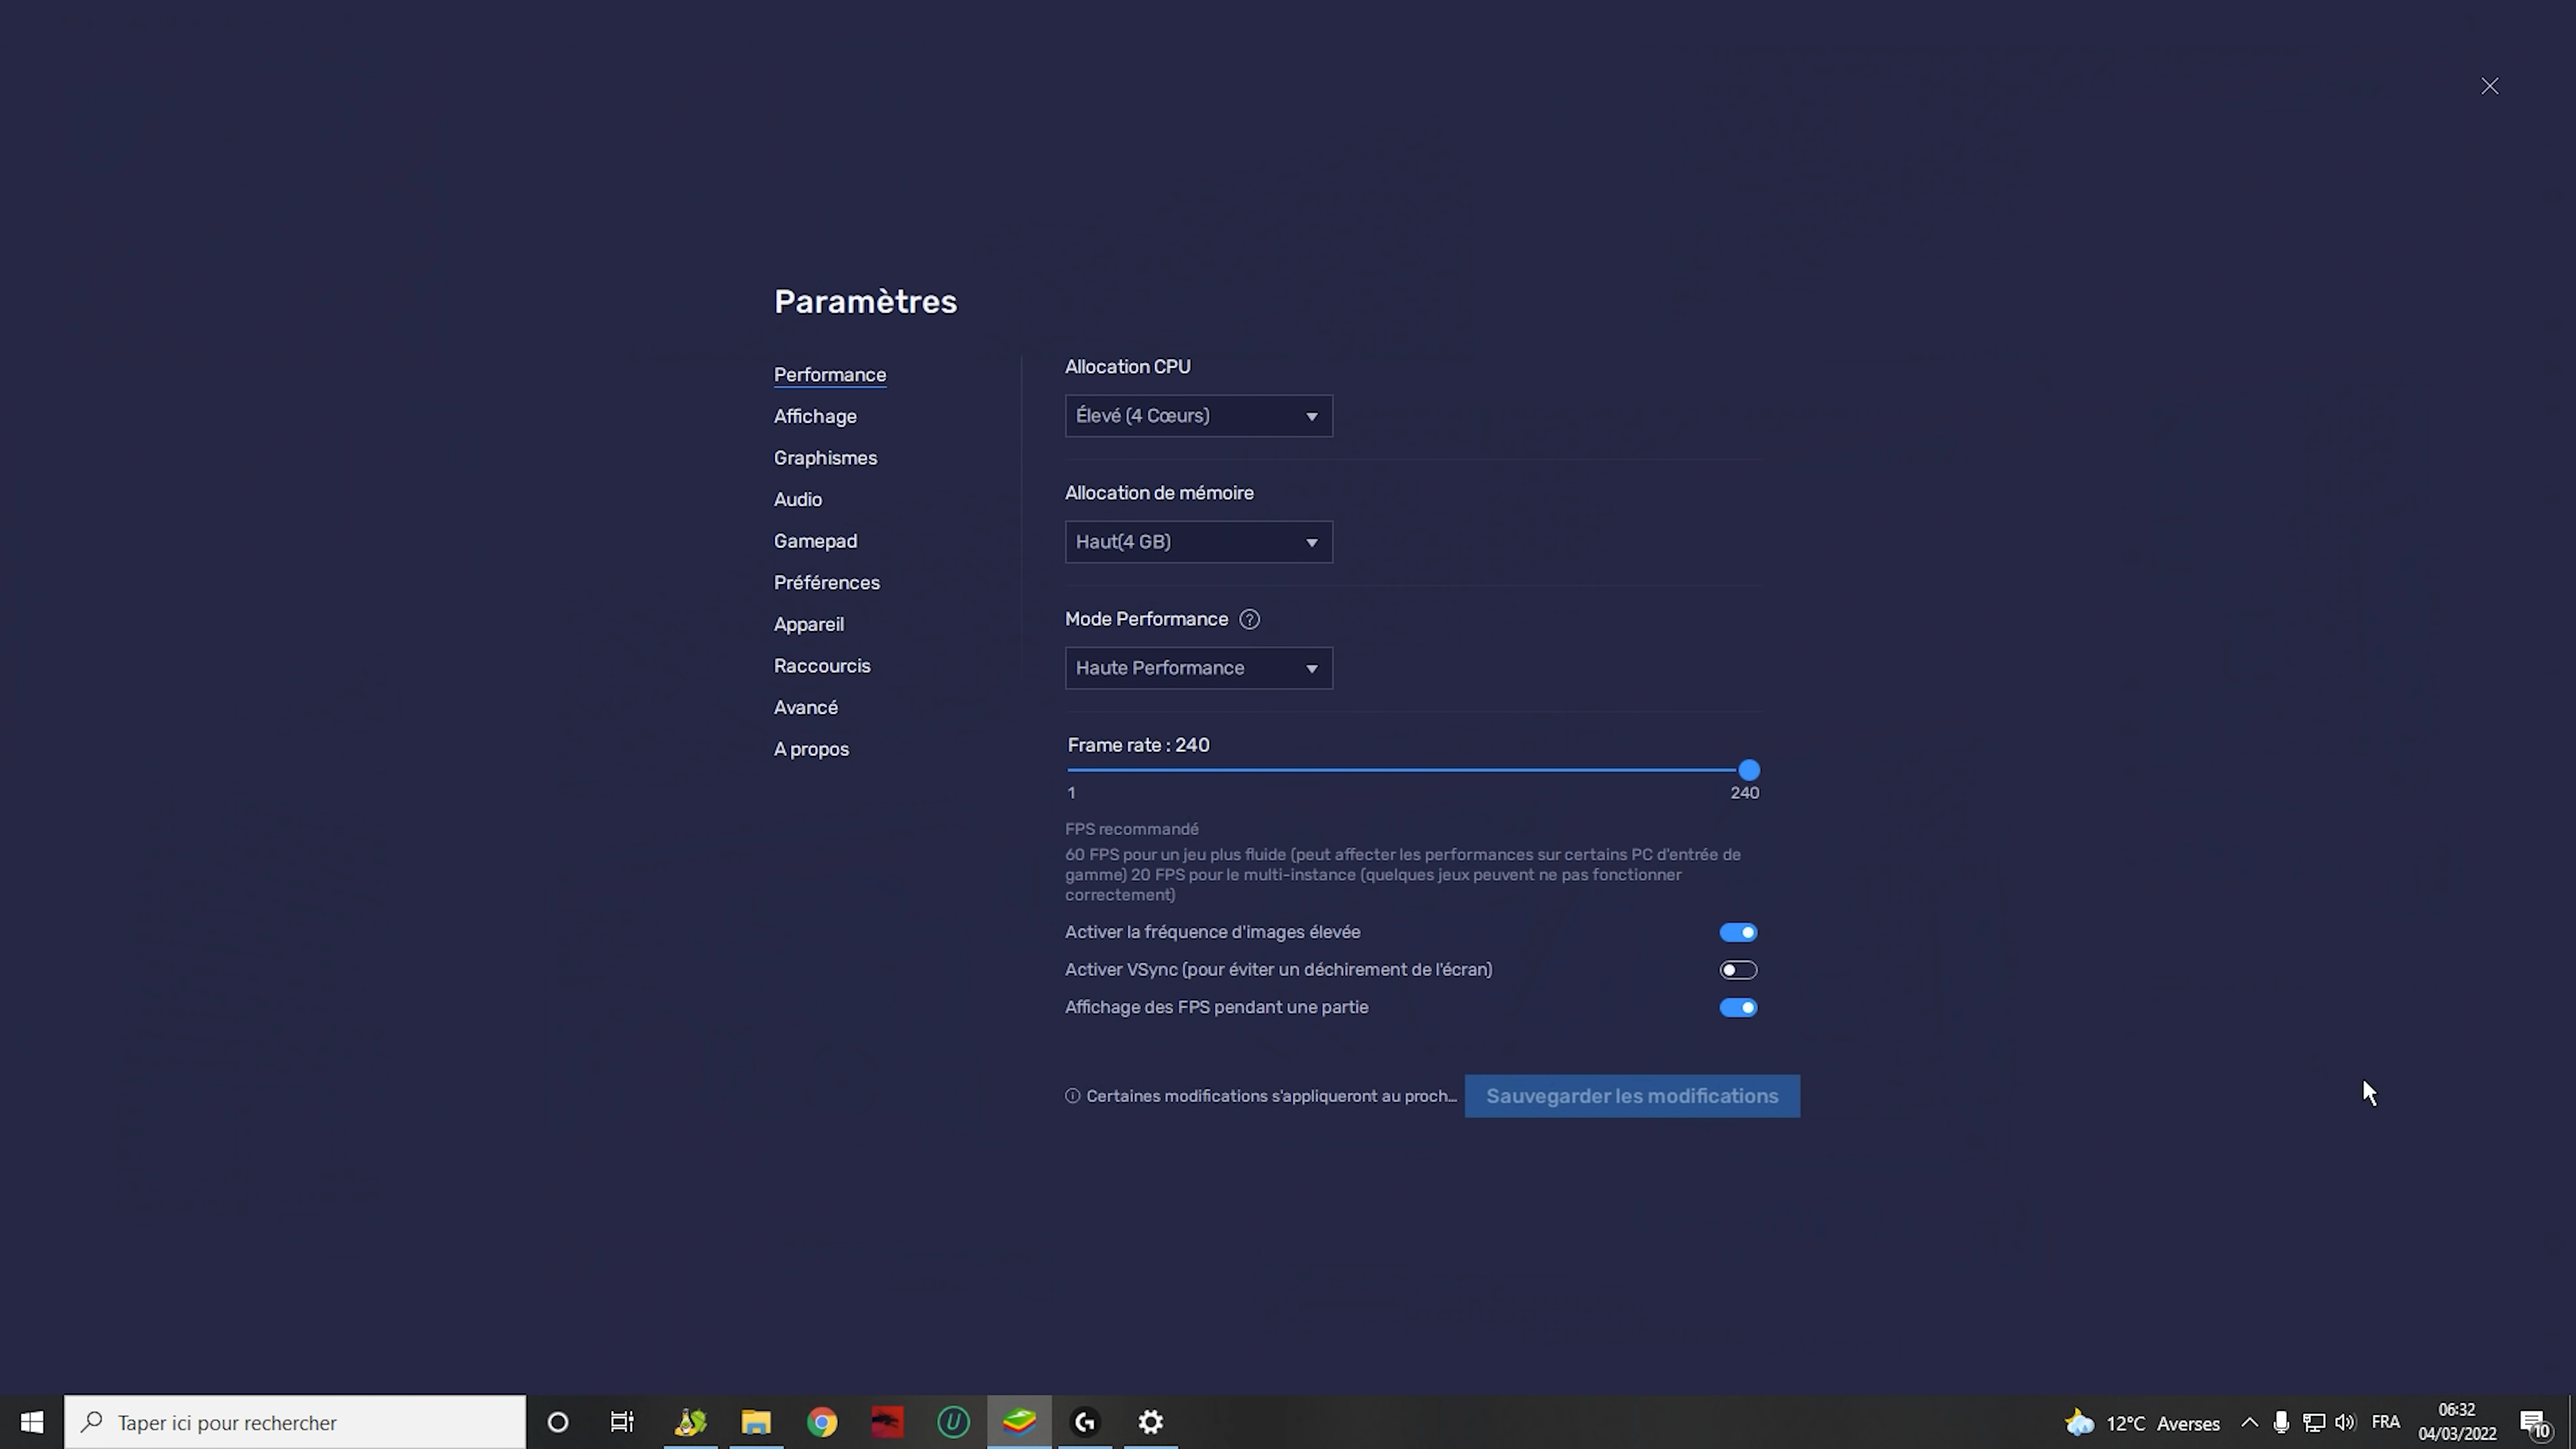 Paramètres
Performance
Affichage
Graphismes
Audio
Gamepad
Préférences
Appareil
Raccourcis
Avancé
A propos
Allocation CPU
Élevé (4 Cœurs)
Allocation de mémoire
Haut(4 GB)
Mode Performance ?
Haute Performance
Frame rate : 240
1 240
FPS recommandé
60 FPS pour un jeu plus fluide (peut affecter les performances sur certains PC d'entrée de
gamme) 20 FPS pour le multi-instance (quelques jeux peuvent ne pas fonctionner
correctement)
Activer la fréquence d'images élevée
Activer VSync (pour éviter un déchirement de l'écran)
Affichage des FPS pendant une partie
Certaines modifications s'appliqueront au proch... Sauvegarder les modifications
Taper ici pour rechercher
12°C Averses
FRA
06:32
04/03/2022
10